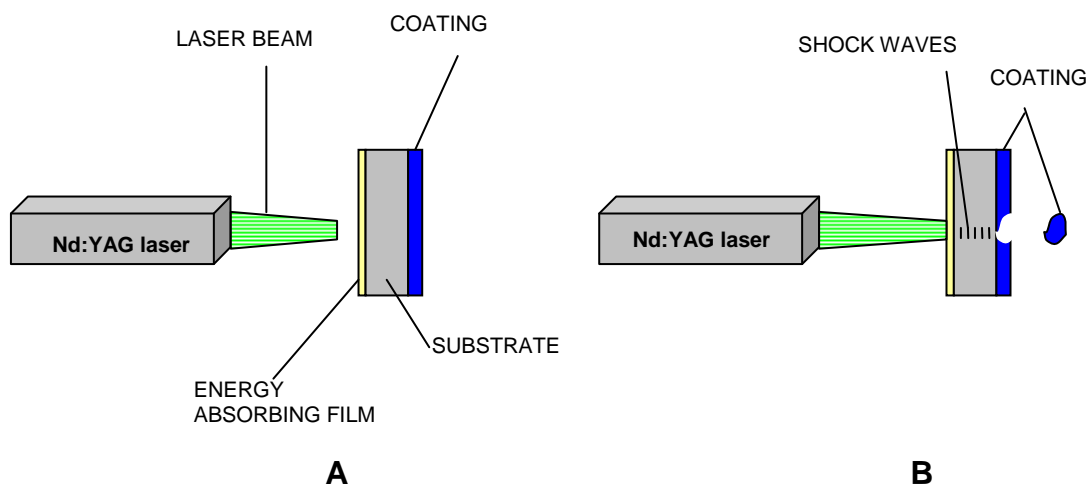 LASER BEAM
COATING
Nd:YAG laser
SUBSTRATE
ENERGY
ABSORBING FILM
A
SHOCK WAVES
COATING
Nd:YAG laser
B